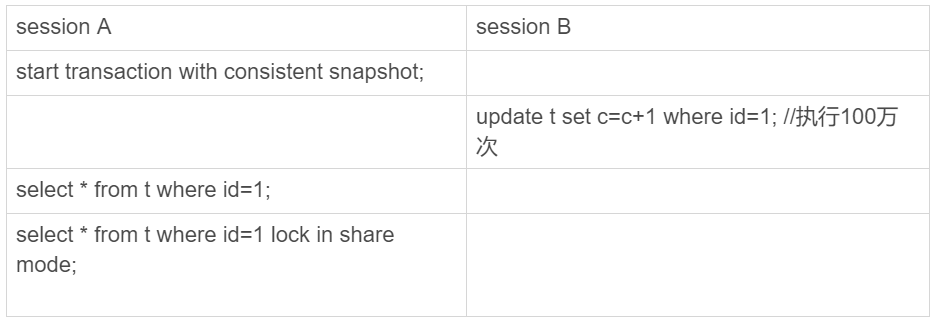 session A
session B
start transaction with consistent snapshot;
update t set c=c+1 where id=1; //执行100万
次
select * from t where id=1;
select * from t where id=1 lock in share
mode;